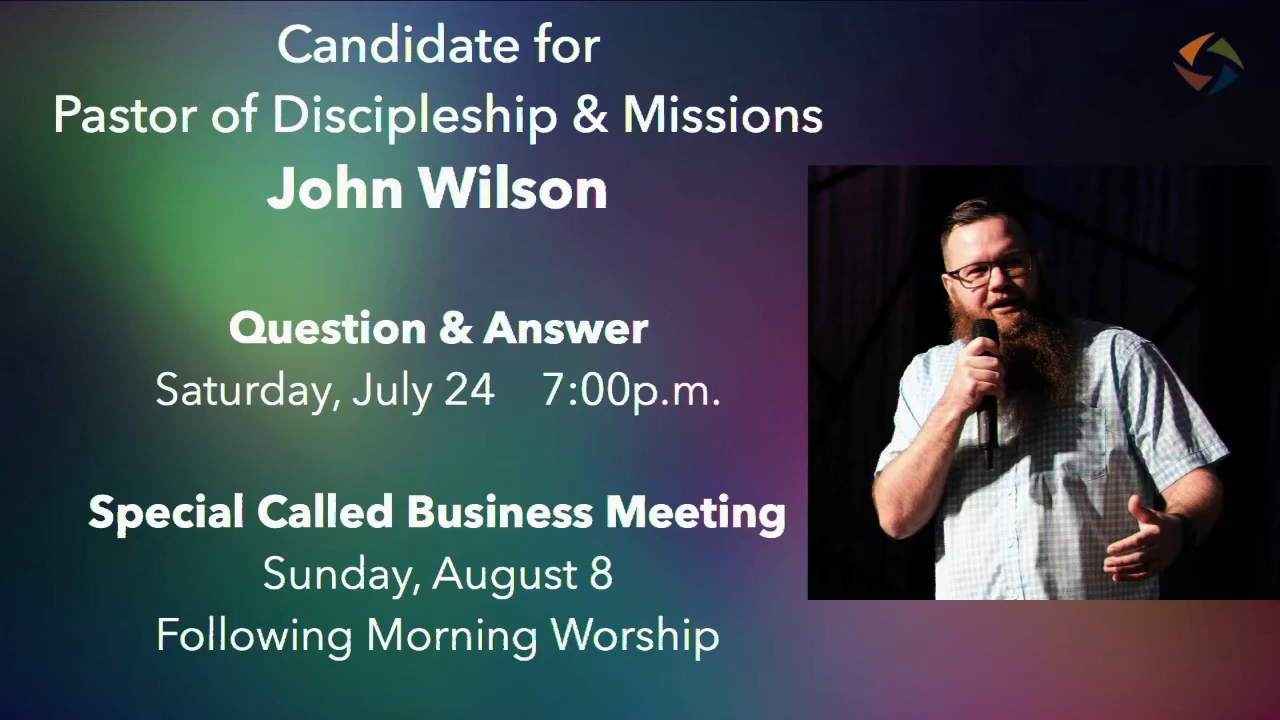 Candidate for
Pastor of Discipleship & Missions
John Wilson
Question & Answer
Saturday, July 24    7:00p.m.
Special Called Business Meeting
Sunday, August 8
Following Morning Worship